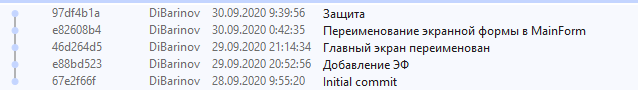 97df4b1a DiBarinov 30.09.2020 9:39:56 Защита
e82608b4 DiBarinov 30.09.2020 0:42:35 Переименование экранной формы в MainForm
46d264d5 DiBarinov 29.09.2020 21:14:34 Главный экран переименован
e88bd523 DiBarinov 29.09.2020 20:52:56 Добавление ЭФ
67e2f66f DiBarinov 28.09.2020 9:55:20 Initial commit